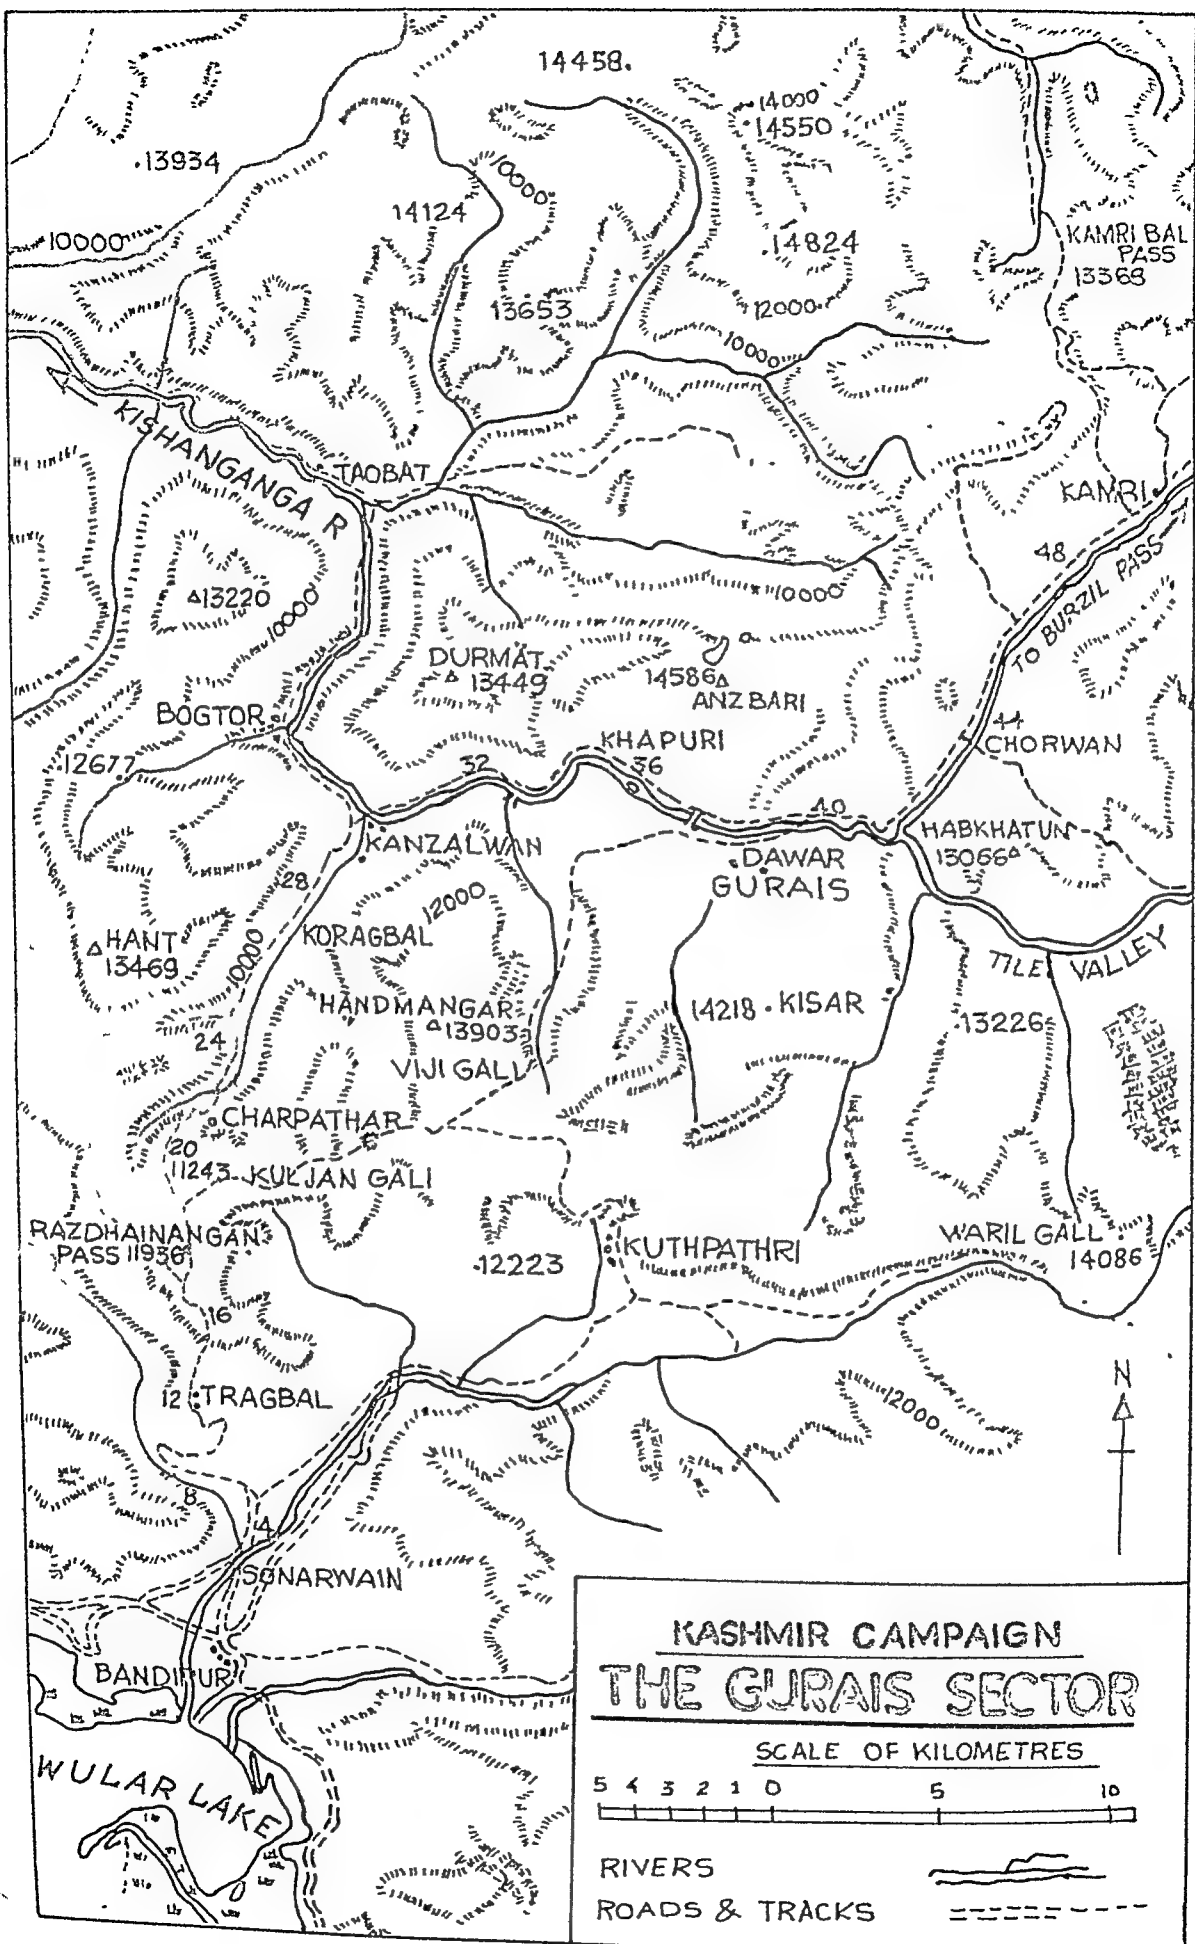 14458.
14000
.14550
.13934
10000
14124
10000
.14824
KAMRI BAL
PASS
13368
13653
12000
10000
KISHANGANGA R
TAOBAT
KAMRI
48
13220
10000
10000
TO BURZIL PASS
DURMAT
13449
14586
ANZBARI
BOGTOR
KHAPURI
44
CHORWAN
.12677
32
36
40
KANZALWAN
HABKHATUN
13066
DAWAR
GURAIS
28
12000
HANT
13469
10000
KORAGBAL
TILEL VALLEY
HANDMANGAR
13903
14218 . KISAR
.13226
24
VIJI GALL
CHARPATHAR
20
11243
KULJAN GALI
RAZDHAINANGAN
PASS 11936
.12223
KUTHPATHRI
WARIL GALL
14086
16
N
12
TRAGBAL
12000
8
4
SONARWAIN
BANDIPUR
WULAR LAKE
KASHMIR CAMPAIGN
THE GURAIS SECTOR
SCALE OF KILOMETRES
5 4 3 2 1 0 5 10
RIVERS
ROADS & TRACKS